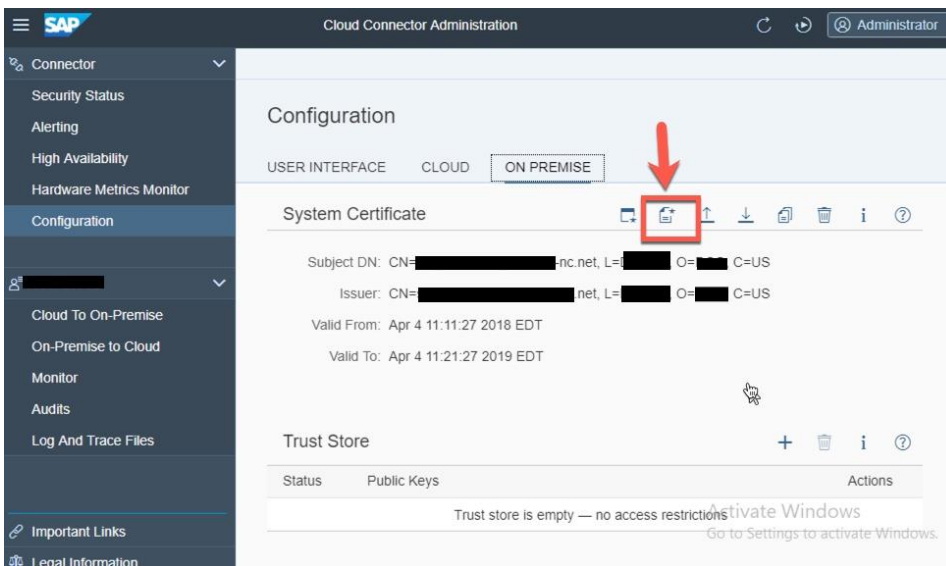 SAP Cloud Connector Administration Administrator
Connector
Security Status
Alerting
High Availability
Hardware Metrics Monitor
Configuration
Cloud To On-Premise
On-Premise to Cloud
Monitor
Audits
Log And Trace Files
Important Links
Legal Information
Configuration
USER INTERFACE CLOUD ON PREMISE
System Certificate
Subject DN: CN= -nc.net, L= O= C=US
Issuer: CN= .net, L= O= C=US
Valid From: Apr 4 11:11:27 2018 EDT
Valid To: Apr 4 11:21:27 2019 EDT
Trust Store
Status Public Keys Actions
Trust store is empty — no access restrictions
Activate Windows
Go to Settings to activate Windows.